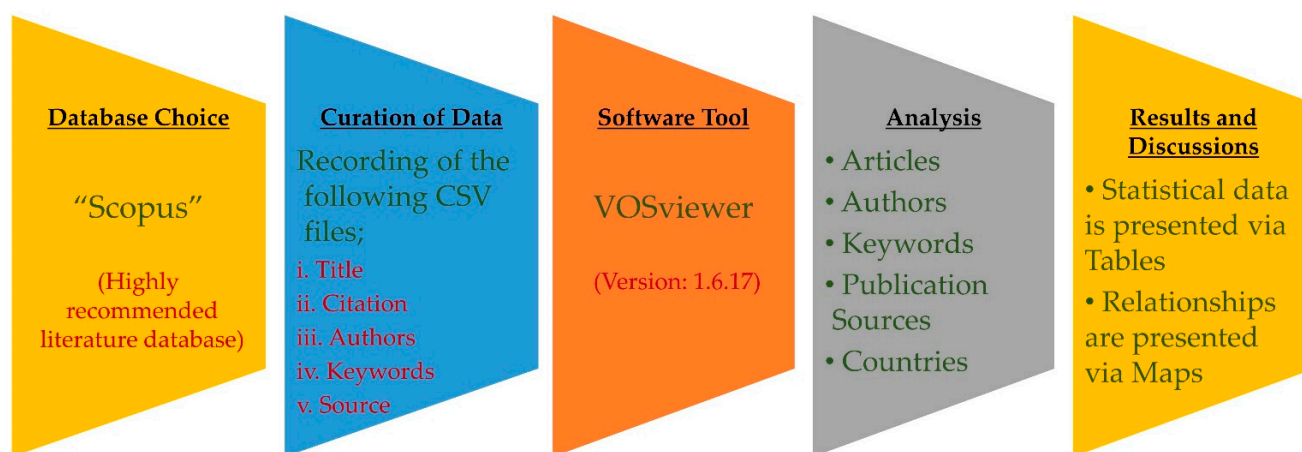 Database Choice
“Scopus”
(Highly
recommended
literature database)
Curation of Data
Recording of the
following CSV
files;
i. Title
ii. Citation
iii. Authors
iv. Keywords
v. Source
Software Tool
VOSviewer
(Version: 1.6.17)
Analysis
• Articles
• Authors
• Keywords
• Publication
Sources
• Countries
Results and
Discussions
• Statistical data
is presented via
Tables
• Relationships
are presented
via Maps